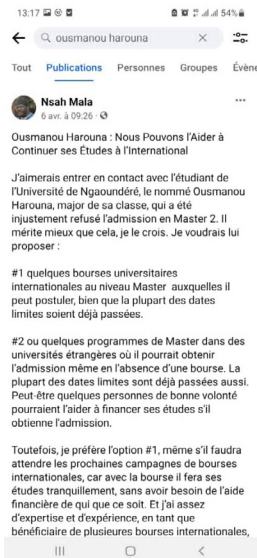 13:17
54%
ousmanou harouna
Tout Publications Personnes Groupes Évène
Nsah Mala
6 avr. à 09:26
Ousmanou Harouna : Nous Pouvons l'Aider à
Continuer ses Études à l'International
J'aimerais entrer en contact avec l'étudiant de
l'Université de Ngaoundéré, le nommé Ousmanou
Harouna, major de sa classe, qui a été
injustement refusé l'admission en Master 2. Il
mérite mieux que cela, je le crois. Je voudrais lui
proposer :
#1 quelques bourses universitaires
internationales au niveau Master auxquelles il
peut postuler, bien que la plupart des dates
limites soient déjà passées.
#2 ou quelques programmes de Master dans des
universités étrangères où il pourrait obtenir
l'admission même en l'absence d'une bourse. La
plupart des dates limites sont déjà passées aussi.
Peut-être quelques personnes de bonne volonté
pourraient l'aider à financer ses études s'il
obtienne l'admission.
Toutefois, je préfère l'option #1, même s'il faudra
attendre les prochaines campagnes de bourses
internationales, car avec la bourse il fera ses
études tranquillement, sans avoir besoin de l'aide
financière de qui que ce soit. Et j'ai assez
d'expertise et d'expérience, en tant que
bénéficiaire de plusieures bourses internationales,